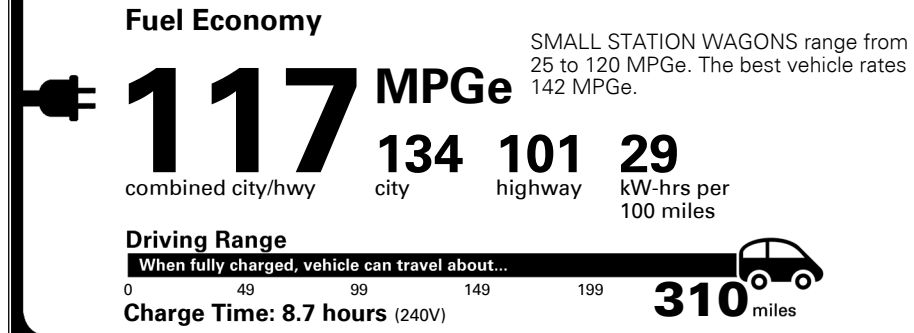 Fuel Economy
SMALL STATION WAGONS range from
25 to 120 MPGe. The best vehicle rates
142 MPGe.
117 MPGe
combined city/hwy
134
city
101
highway
29
kW-hrs per
100 miles
Driving Range
When fully charged, vehicle can travel about...
0 49 99 149 199
310 miles
Charge Time: 8.7 hours (240V)